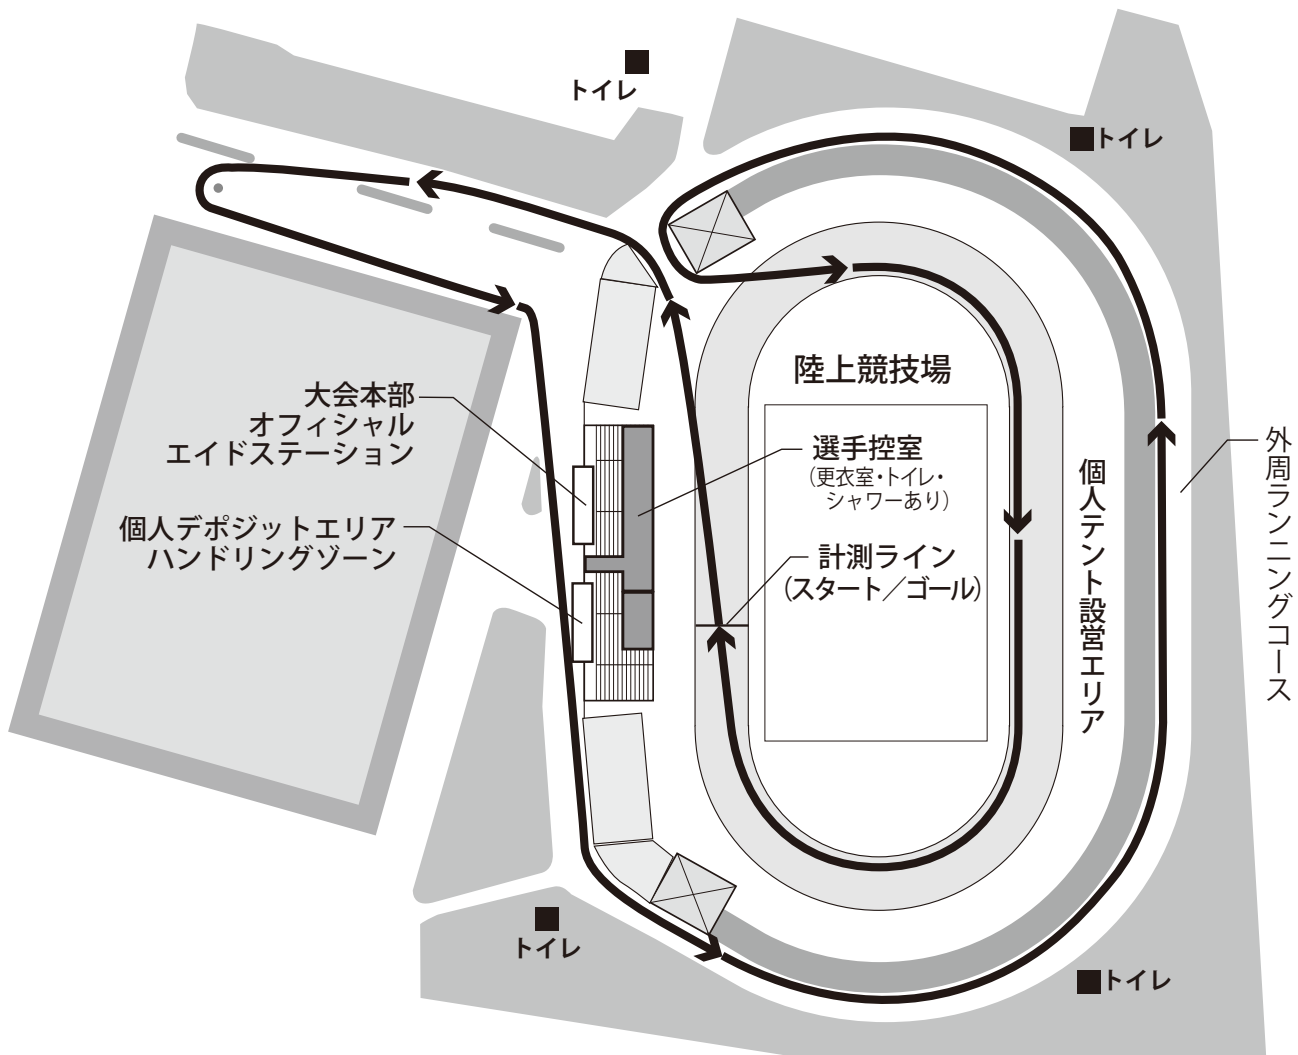 トイレ
トイレ
陸上競技場
大会本部
オフィシャル
エイドステーション
選手控室
(更衣室・トイレ・
シャワーあり)
個人デポジットエリア
ハンドリングゾーン
計測ライン
(スタート／ゴール)
個人テント設営エリア
外周ランニングコース
トイレ
トイレ